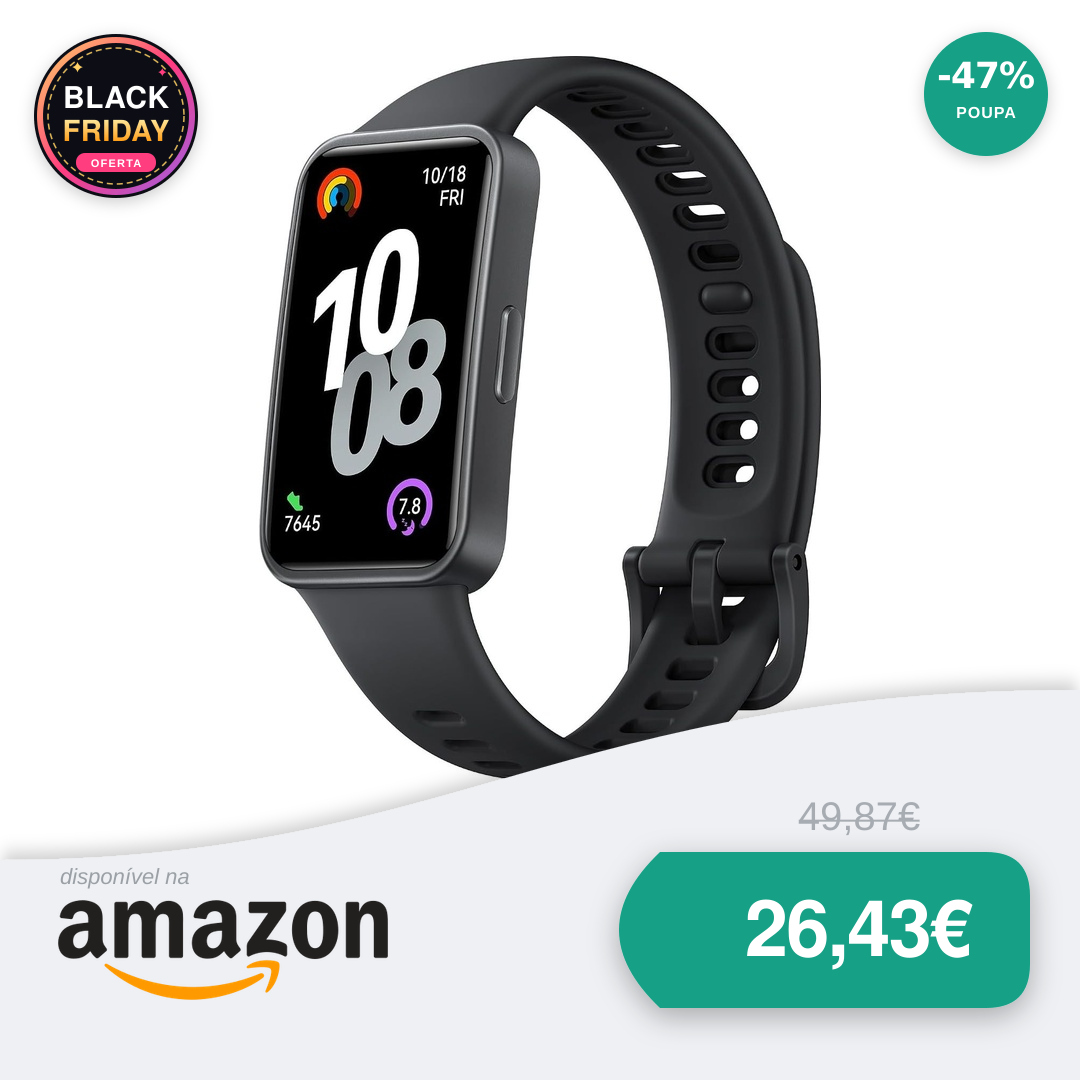 BLACK
FRIDAY
OFERTA
-47%
POUPA
10/18
FRI
10
08
7645
7.8
49,87€
disponível na
amazon
26,43€